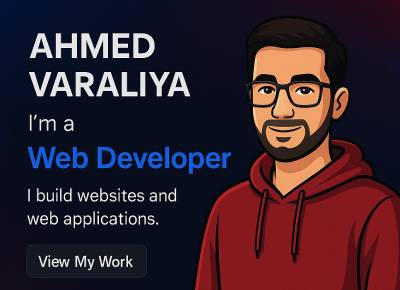 AHMED
VARALIYA
I'm a
Web Developer
I build websites and
web applications.
View My Work